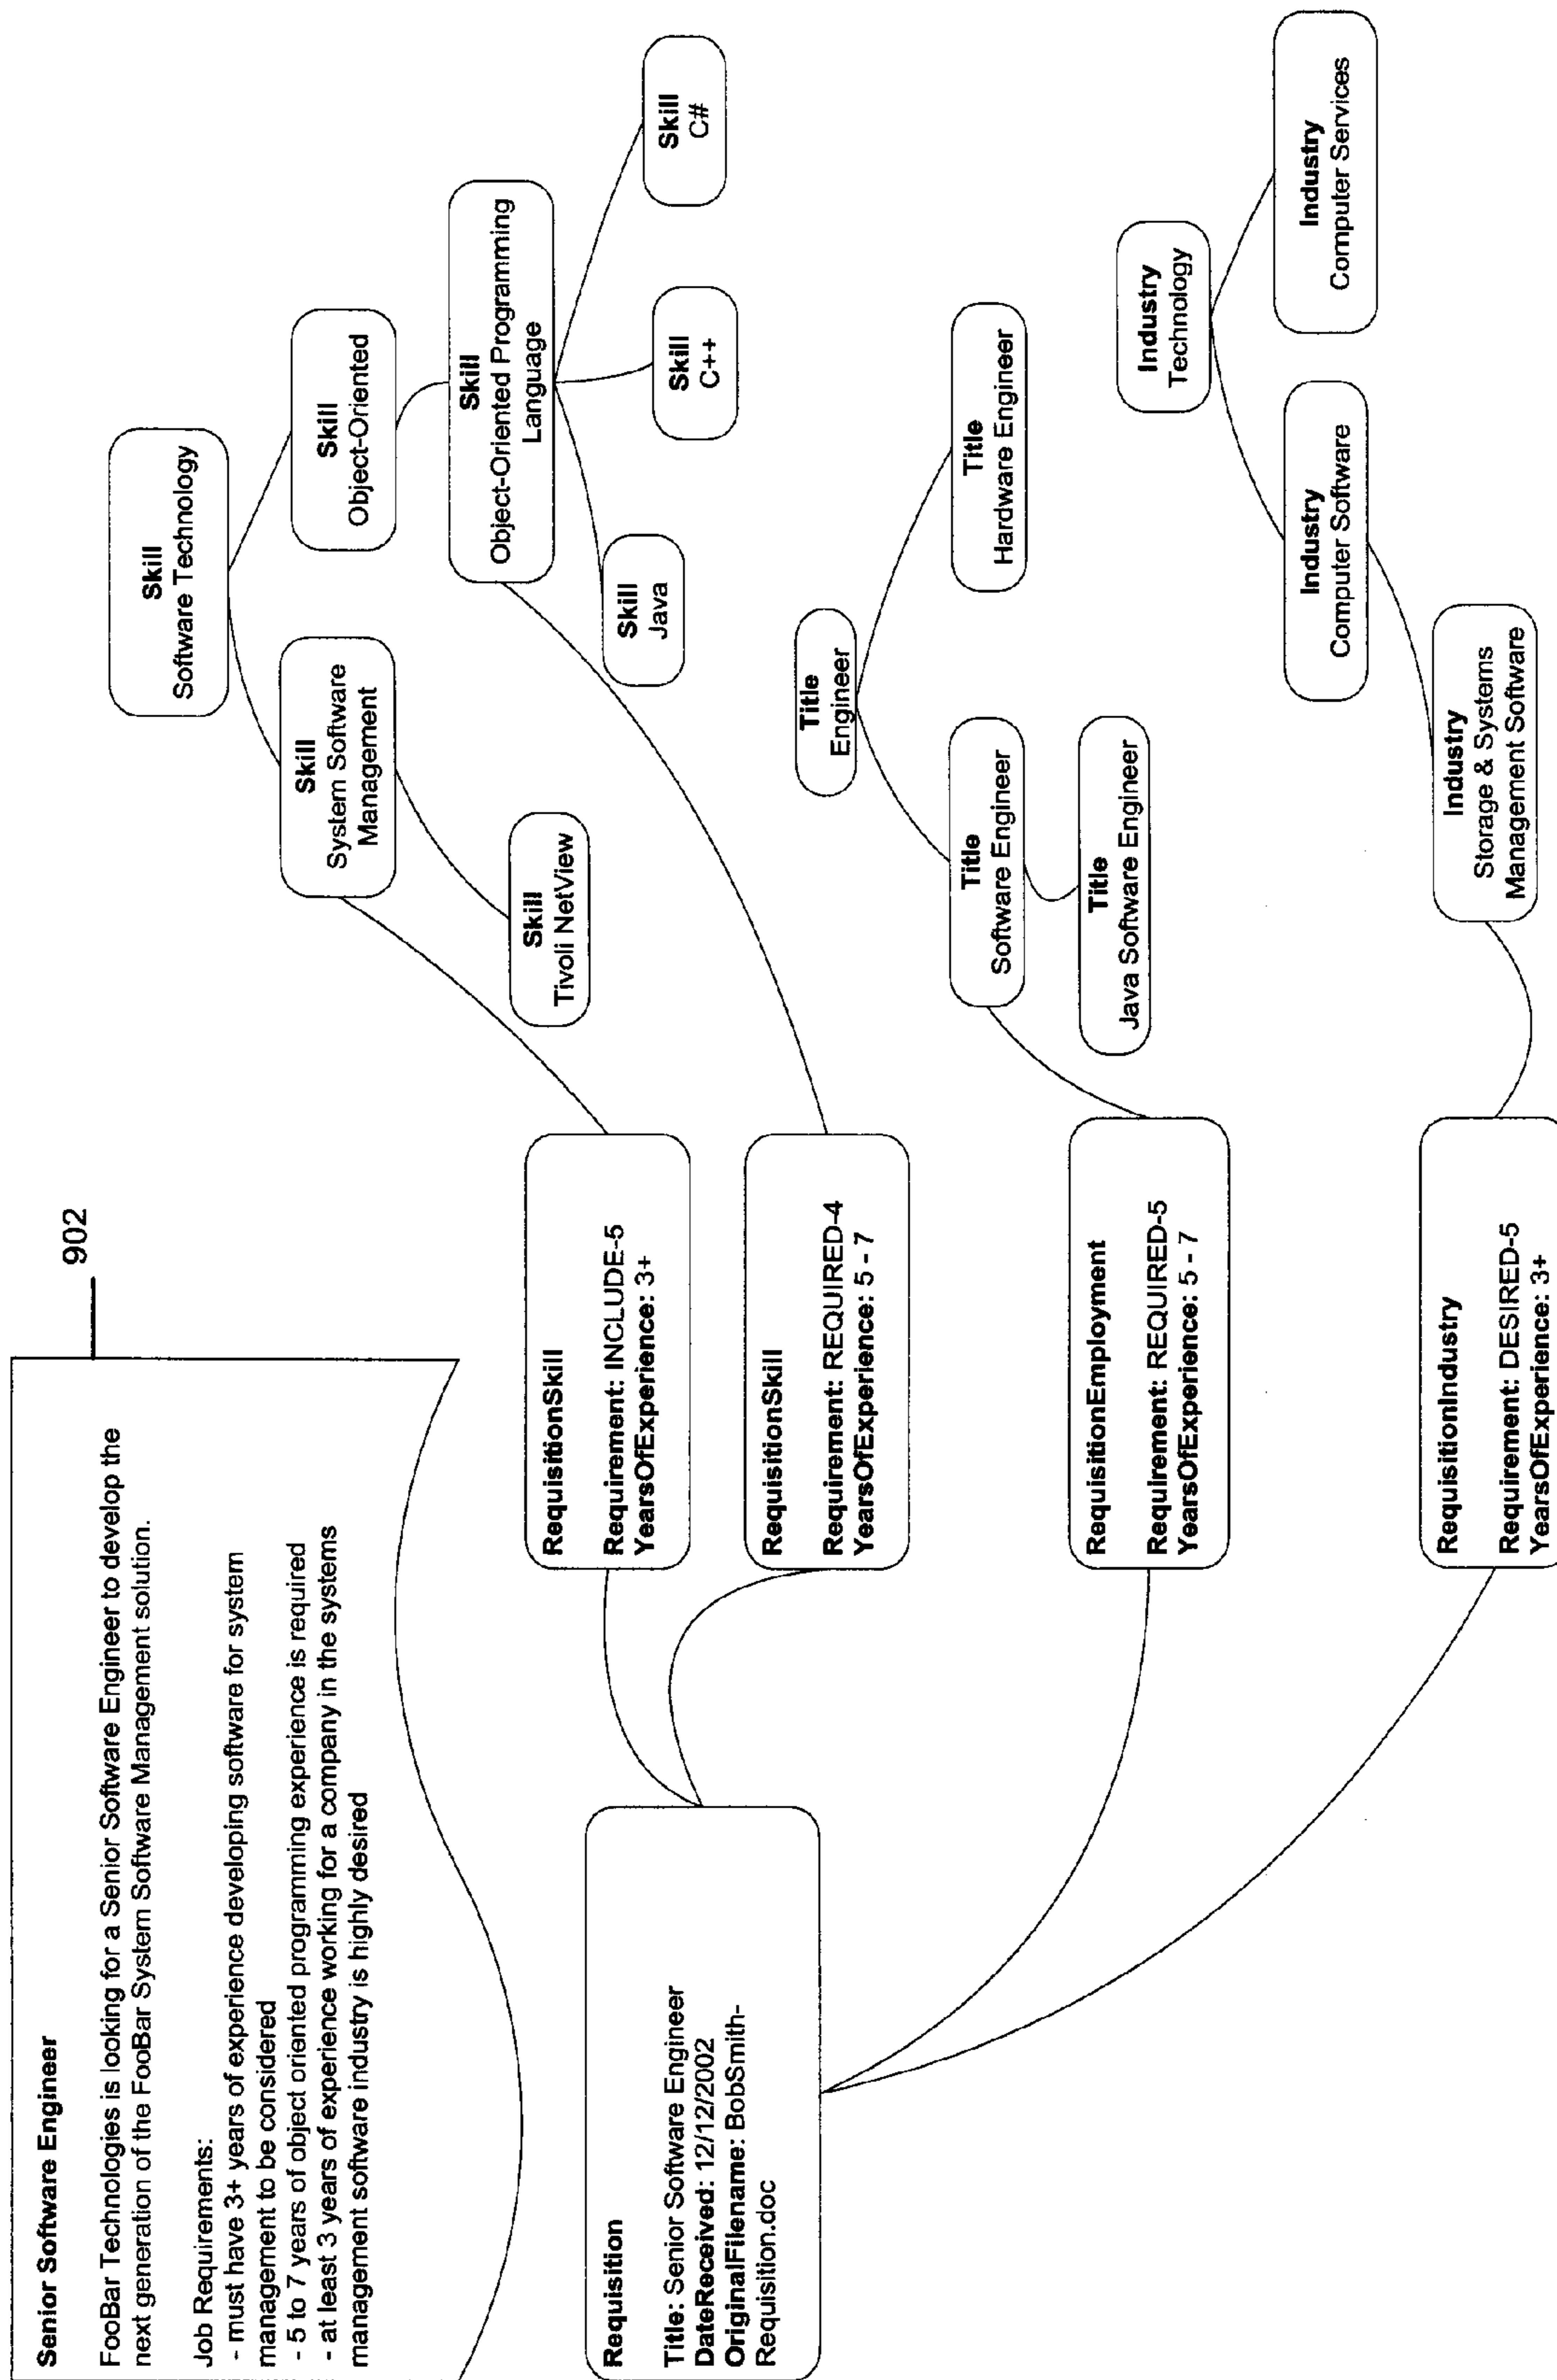 Senior Software Engineer
FooBar Technologies is looking for a Senior Software Engineer to develop the
next generation of the FooBar System Software Management solution.
Job Requirements:
- must have 3+ years of experience developing software for system
management to be considered
- 5 to 7 years of object oriented programming experience is required
- at least 3 years of experience working for a company in the systems
management software industry is highly desired
902
Requisition
Title: Senior Software Engineer
DateReceived: 12/12/2002
OriginalFilename: BobSmith-
Requisition.doc
RequisitionSkill
Requirement: INCLUDE-5
YearsOfExperience: 3+
RequisitionSkill
Requirement: REQUIRED-4
YearsOfExperience: 5 - 7
RequisitionEmployment
Requirement: REQUIRED-5
YearsOfExperience: 5 - 7
RequisitionIndustry
Requirement: DESIRED-5
YearsOfExperience: 3+
Skill
Software Technology
Skill
System Software
Management
Skill
Object-Oriented
Skill
Tivoli NetView
Skill
Object-Oriented Programming
Language
Skill
Java
Skill
C++
Skill
C#
Title
Engineer
Title
Software Engineer
Title
Hardware Engineer
Title
Java Software Engineer
Industry
Technology
Industry
Computer Software
Industry
Computer Services
Industry
Storage & Systems
Management Software